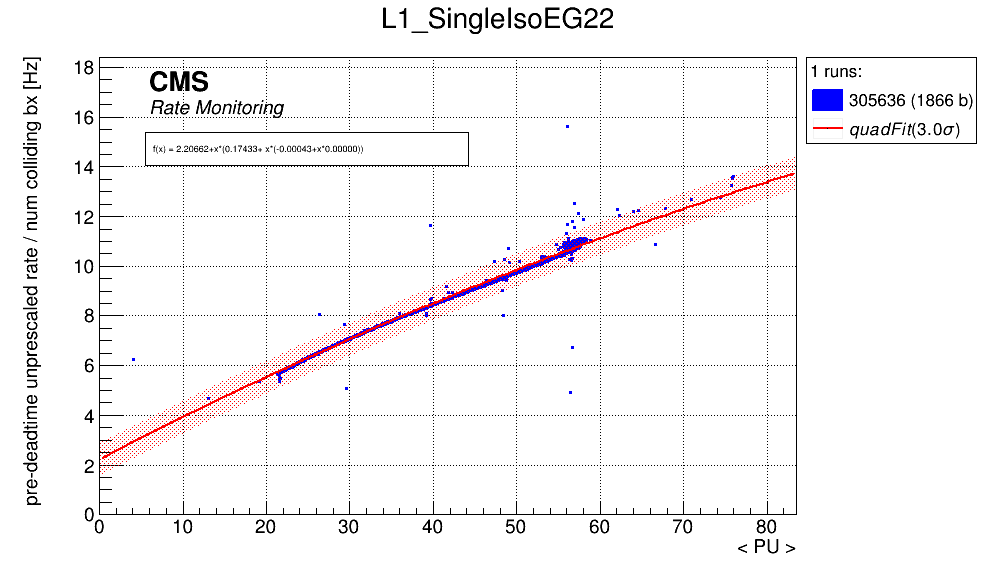 L1_SingleIsoEG22
pre-deadtime unprescaled rate / num colliding bx [Hz]
18
16
14
12
10
8
6
4
2
0
CMS
Rate Monitoring
f(x) = 2.20662+x*(0.17433+ x*(-0.00043+x*0.00000))
0 10 20 30 40 50 60 70 80
< PU >
1 runs:
305636 (1866 b)
quadFit(3.0σ)